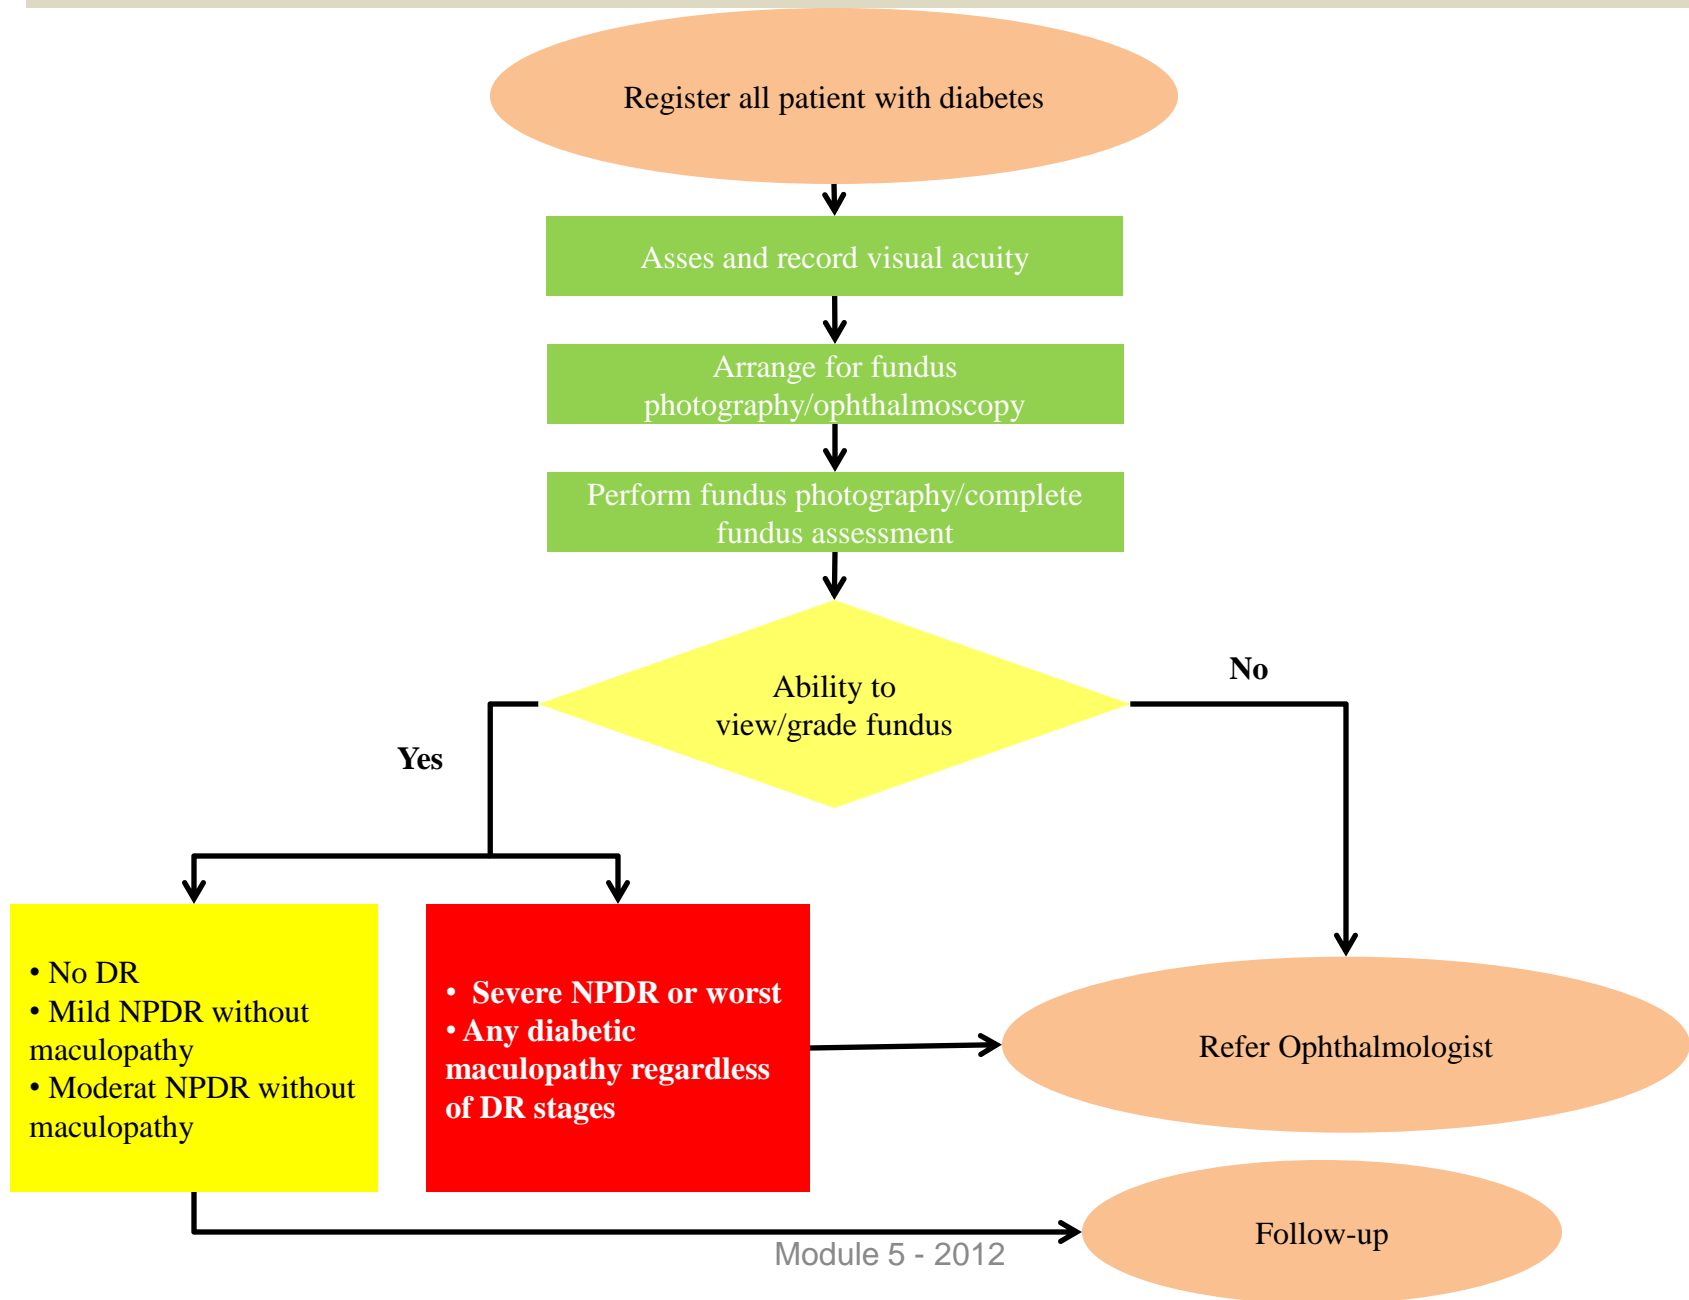 Register all patient with diabetes
Asses and record visual acuity
Arrange for fundus
photography/ophthalmoscopy
Perform fundus photography/complete
fundus assessment
Ability to
view/grade fundus
No
Yes
• No DR
• Mild NPDR without
maculopathy
• Moderat NPDR without
maculopathy
• Severe NPDR or worst
• Any diabetic
maculopathy regardless
of DR stages
Refer Ophthalmologist
Follow-up
Module 5 - 2012